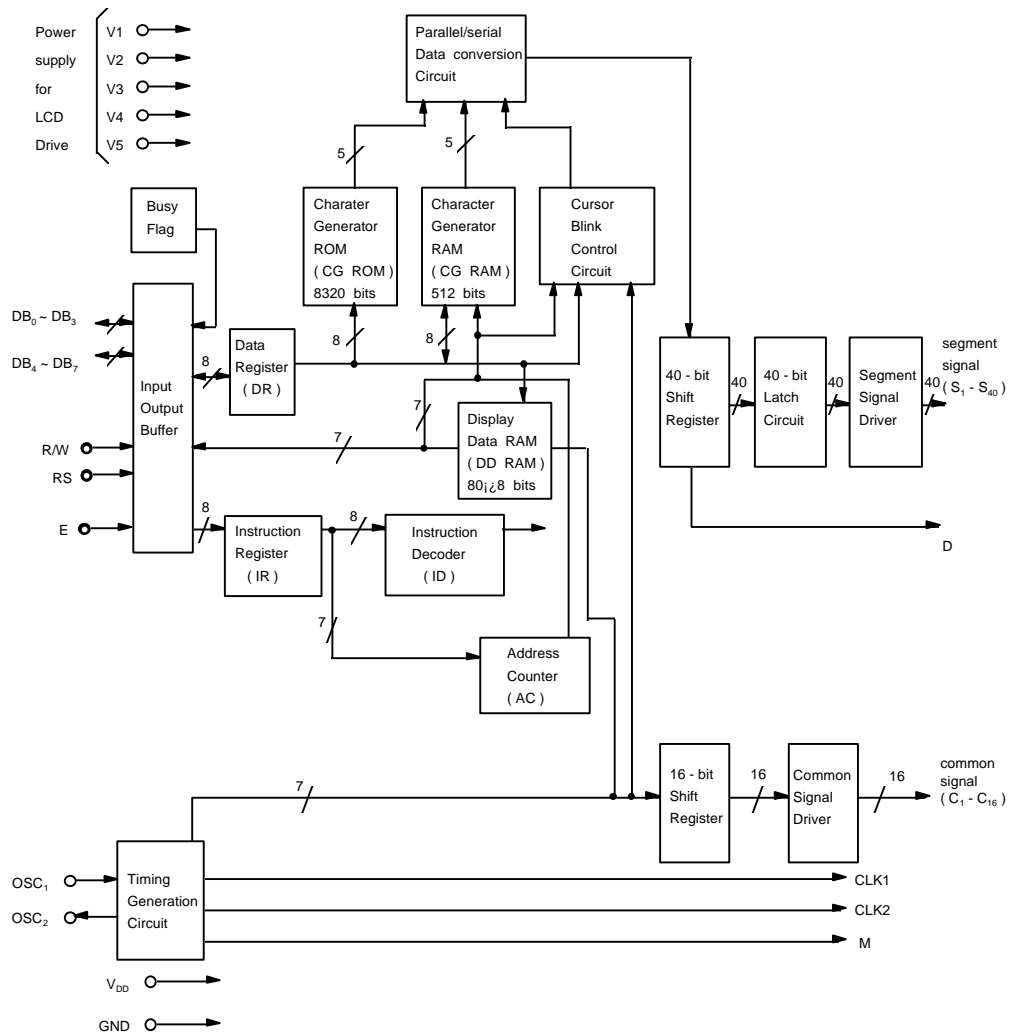 Power
supply
for
LCD
Drive
V1
V2
V3
V4
V5
Parallel/serial
Data conversion
Circuit
5
5
Busy
Flag
Charater
Generator
ROM
( CG ROM )
8320 bits
Character
Generator
RAM
( CG RAM )
512 bits
Cursor
Blink
Control
Circuit
DB0 ~ DB3
DB4 ~ DB7
R/W
RS
E
Input
Output
Buffer
8
Data
Register
( DR )
8
8
7
7
Display
Data RAM
( DD RAM )
80¡¿8 bits
40 - bit
Shift
Register
40
40 - bit
Latch
Circuit
40
Segment
Signal
Driver
40
segment
signal
( S1 - S40 )
D
8
Instruction
Register
( IR )
8
Instruction
Decoder
( ID )
7
Address
Counter
( AC )
7
16 - bit
Shift
Register
16
Common
Signal
Driver
16
common
signal
( C1 - C16 )
OSC1
OSC2
Timing
Generation
Circuit
CLK1
CLK2
M
VDD
GND